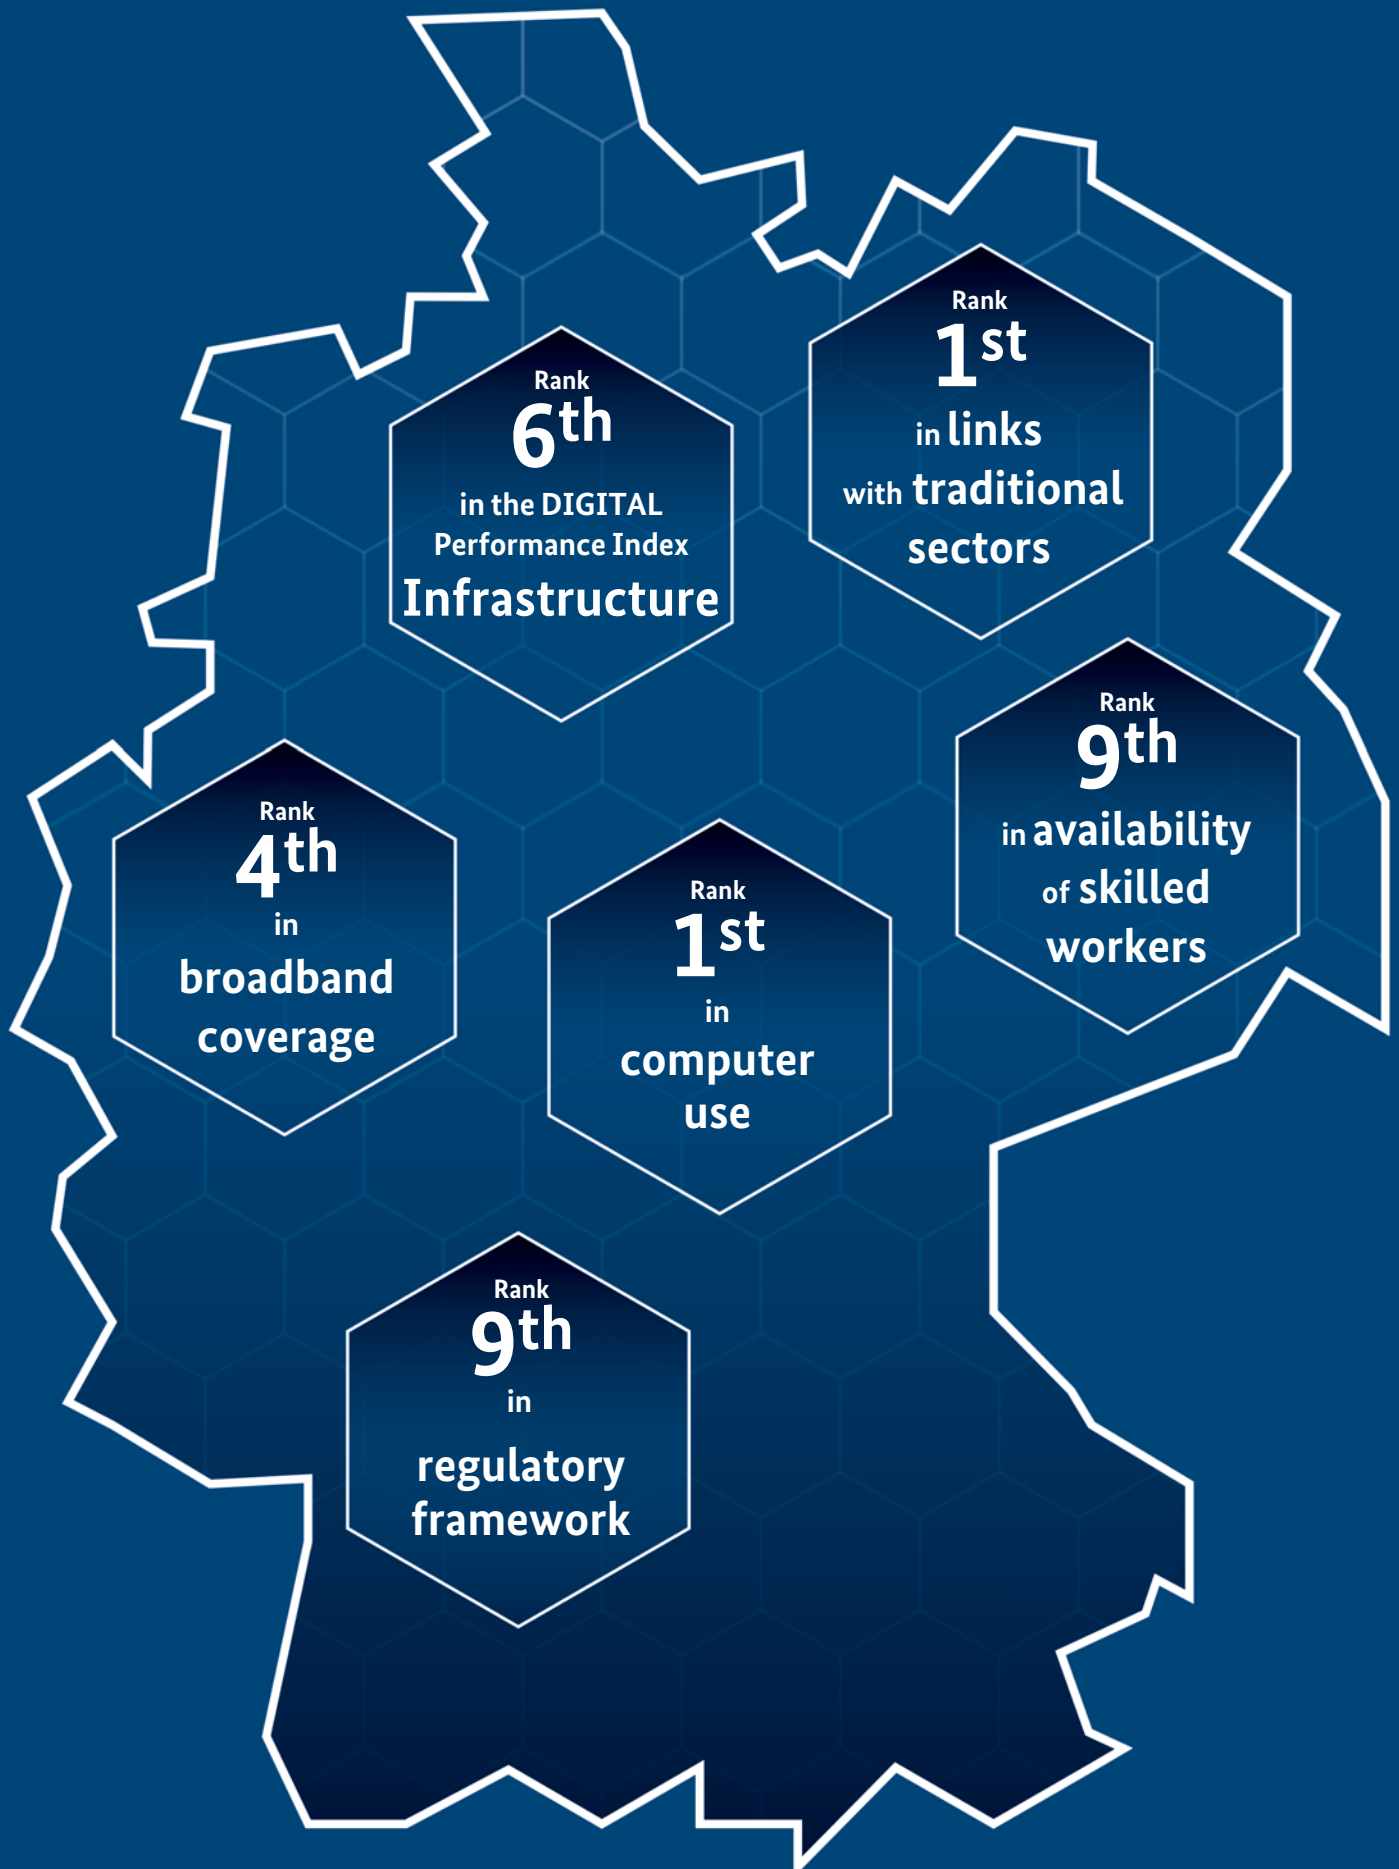 Rank
1st
in links
with traditional
sectors
Rank
6th
in the DIGITAL
Performance Index
Infrastructure
Rank
9th
in availability
of skilled
workers
Rank
4th
in
broadband
coverage
Rank
1st
in
computer
use
Rank
9th
in
regulatory
framework